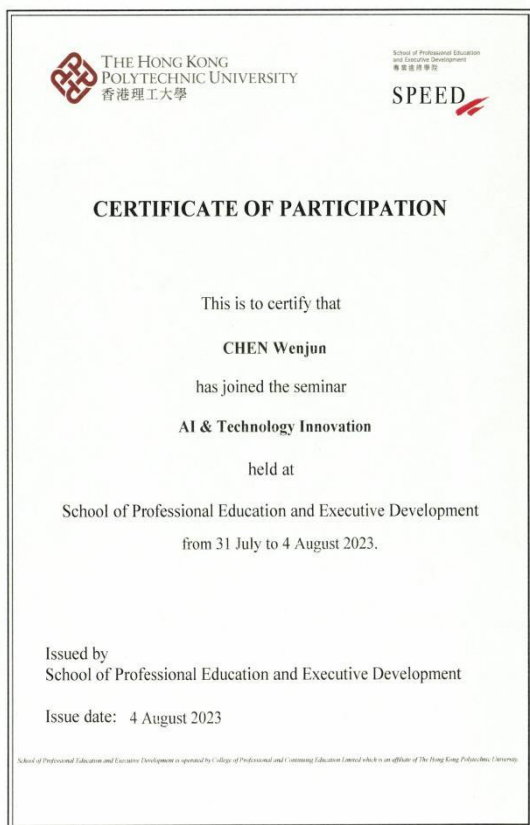 THE HONG KONG
POLYTECHNIC UNIVERSITY
香港理工大學
School of Professional Education
and Executive Development
專業進修學院
SPEED
CERTIFICATE OF PARTICIPATION
This is to certify that
CHEN Wenjun
has joined the seminar
AI & Technology Innovation
held at
School of Professional Education and Executive Development
from 31 July to 4 August 2023.
Issued by
School of Professional Education and Executive Development
Issue date: 4 August 2023
School of Professional Education and Executive Development is operated by College of Professional and Continuing Education Limited which is an affiliate of The Hong Kong Polytechnic University.